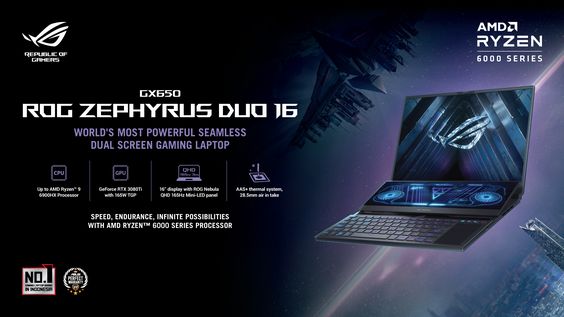 REPUBLIC OF
GAMERS
AMD
RYZEN
6000 SERIES
GX650
ROG ZEPHYRUS DUO 16
WORLD'S MOST POWERFUL SEAMLESS
DUAL SCREEN GAMING LAPTOP
CPU
GPU
QHD
Up to AMD Ryzen™ 9
6900HX Processor
GeForce RTX 3080Ti
with 165W TGP
16" display with ROG Nebula
QHD 165Hz Mini-LED panel
AAS+ thermal system,
28.5mm air in take
SPEED, ENDURANCE, INFINITE POSSIBILITIES
WITH AMD RYZEN™ 6000 SERIES PROCESSOR
NO.1
IN INDONESIA
PERFECT
WARRANTY